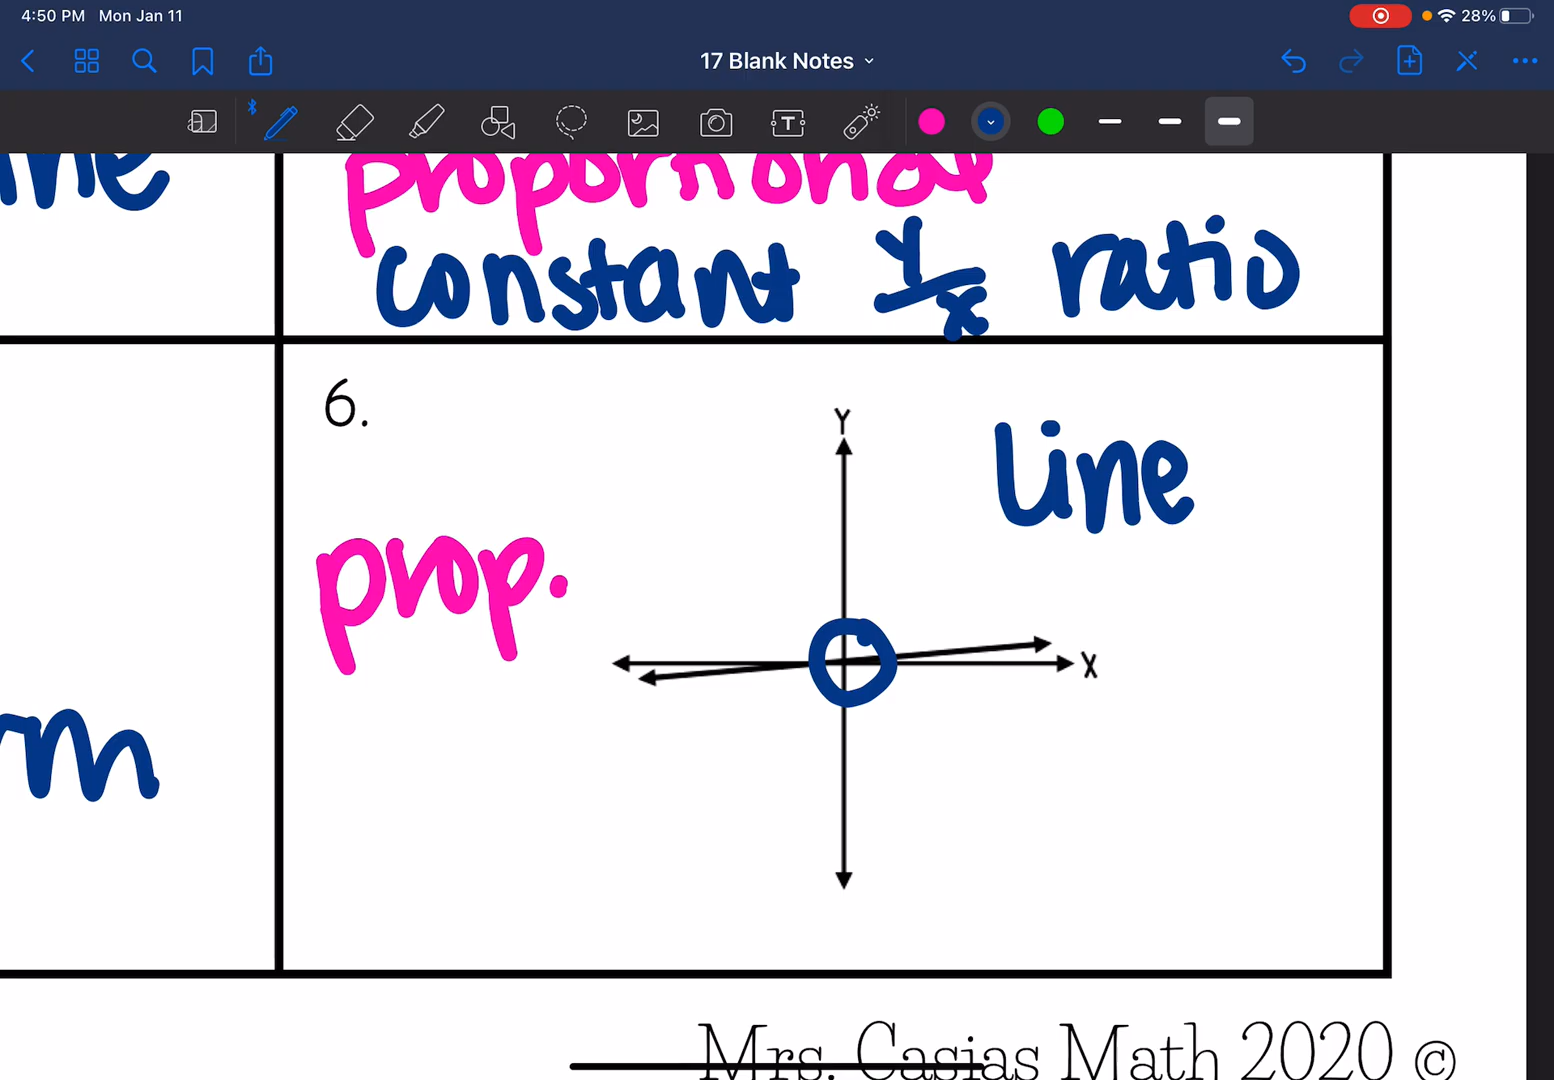 4:50 PM Mon Jan 11
28%
17 Blank Notes
T
proportional
constant y/x ratio
6.
Y
Line
prop.
X
Mrs. Casias Math 2020 ©